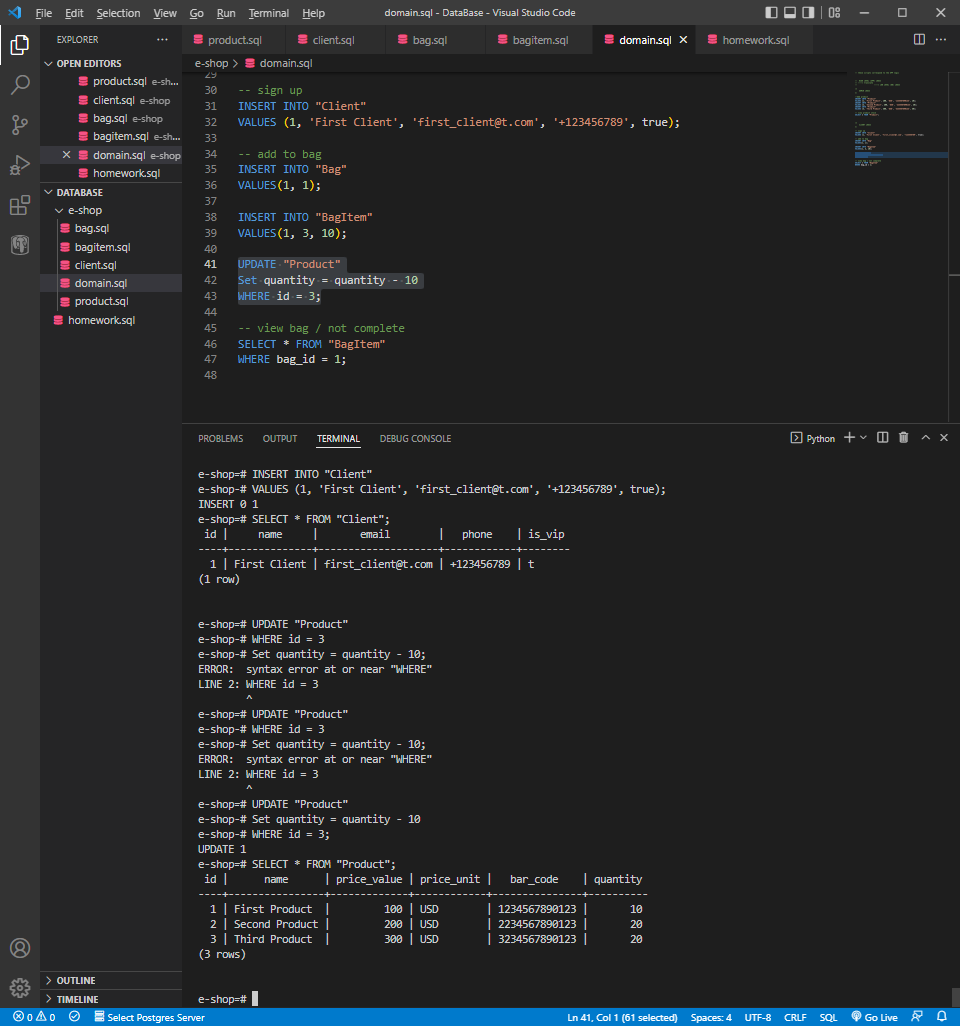 File Edit Selection View Go Run Terminal Help domain.sql - DataBase - Visual Studio Code
EXPLORER
OPEN EDITORS
product.sql e-sh...
client.sql e-shop
bag.sql e-shop
bagitem.sql e-sh...
domain.sql e-shop
homework.sql
DATABASE
e-shop
bag.sql
bagitem.sql
client.sql
domain.sql
product.sql
homework.sql
OUTLINE
TIMELINE
product.sql client.sql bag.sql bagitem.sql domain.sql homework.sql
e-shop > domain.sql
29
30 -- sign up
31 INSERT INTO "Client"
32 VALUES (1, 'First Client', 'first_client@t.com', '+123456789', true);
33
34 -- add to bag
35 INSERT INTO "Bag"
36 VALUES(1, 1);
37
38 INSERT INTO "BagItem"
39 VALUES(1, 3, 10);
40
41 UPDATE "Product"
42 Set quantity = quantity - 10
43 WHERE id = 3;
44
45 -- view bag / not complete
46 SELECT * FROM "BagItem"
47 WHERE bag_id = 1;
48
PROBLEMS OUTPUT TERMINAL DEBUG CONSOLE Python
e-shop=# INSERT INTO "Client"
e-shop-# VALUES (1, 'First Client', 'first_client@t.com', '+123456789', true);
INSERT 0 1
e-shop=# SELECT * FROM "Client";
 id |     name     |       email        |   phone    | is_vip
----+--------------+--------------------+------------+--------
  1 | First Client | first_client@t.com | +123456789 | t
(1 row)
e-shop=# UPDATE "Product"
e-shop-# WHERE id = 3
e-shop-# Set quantity = quantity - 10;
ERROR:  syntax error at or near "WHERE"
LINE 2: WHERE id = 3
        ^
e-shop=# UPDATE "Product"
e-shop-# WHERE id = 3
e-shop-# Set quantity = quantity - 10;
ERROR:  syntax error at or near "WHERE"
LINE 2: WHERE id = 3
        ^
e-shop=# UPDATE "Product"
e-shop-# Set quantity = quantity - 10
e-shop-# WHERE id = 3;
UPDATE 1
e-shop=# SELECT * FROM "Product";
 id |      name      | price_value | price_unit |   bar_code    | quantity
----+----------------+-------------+------------+---------------+----------
  1 | First Product  |         100 | USD        | 1234567890123 |       10
  2 | Second Product |         200 | USD        | 2234567890123 |       20
  3 | Third Product  |         300 | USD        | 3234567890123 |       20
(3 rows)
e-shop=#
0 0 Select Postgres Server Ln 41, Col 1 (61 selected) Spaces: 4 UTF-8 CRLF SQL Go Live